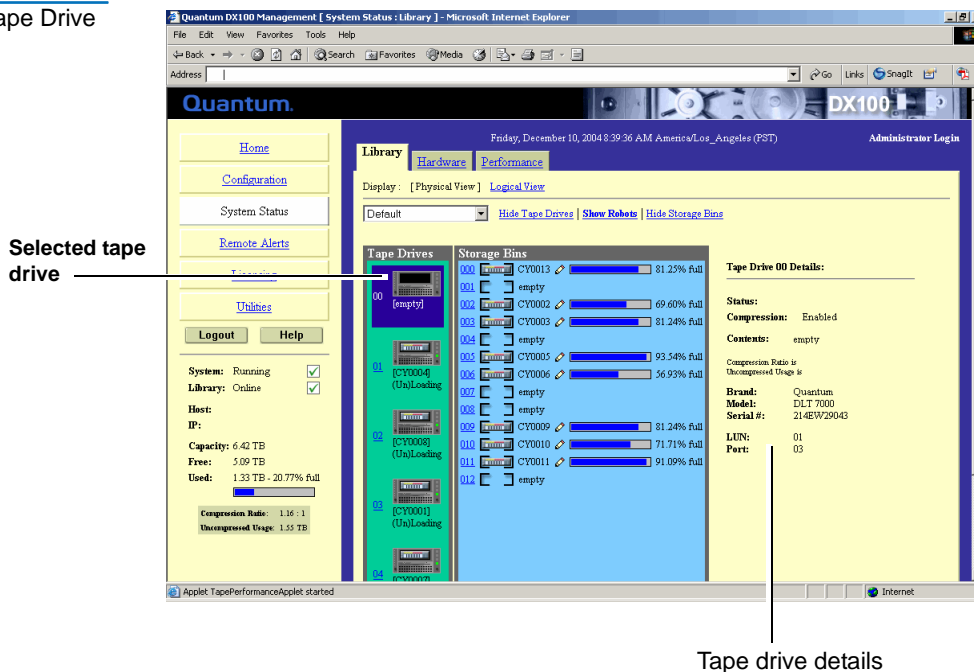 ape Drive
Quantum DX100 Management [ System Status : Library ] - Microsoft Internet Explorer
File Edit View Favorites Tools Help
Back Search Favorites Media
Address Go Links SnagIt
Quantum. DX100
Friday, December 10, 2004 8:39:36 AM America/Los_Angeles (PST) Administrator Login
Home
Configuration
System Status
Remote Alerts
Licensing
Utilities
Logout Help
System: Running
Library: Online
Host:
IP:
Capacity: 6.42 TB
Free: 5.09 TB
Used: 1.33 TB - 20.77% full
Compression Ratio: 1.16 : 1
Uncompressed Usage: 1.55 TB
Selected tape
drive
Library Hardware Performance
Display : [Physical View ] Logical View
Default Hide Tape Drives | Show Robots | Hide Storage Bins
Tape Drives
00 [empty]
01 [CY0004]
(Un)Loading
02 [CY0008]
(Un)Loading
03 [CY0001]
(Un)Loading
04 [CY0007]
Storage Bins
000 CY0013 81.25% full
001 empty
002 CY0002 69.60% full
003 CY0003 81.24% full
004 empty
005 CY0005 93.54% full
006 CY0006 56.93% full
007 empty
008 empty
009 CY0009 81.24% full
010 CY0010 71.71% full
011 CY0011 91.09% full
012 empty
Tape Drive 00 Details:
Status:
Compression: Enabled
Contents: empty
Compression Ratio is
Uncompressed Usage is
Brand: Quantum
Model: DLT 7000
Serial #: 214EW29043
LUN: 01
Port: 03
Applet TapePerformanceApplet started Internet
Tape drive details